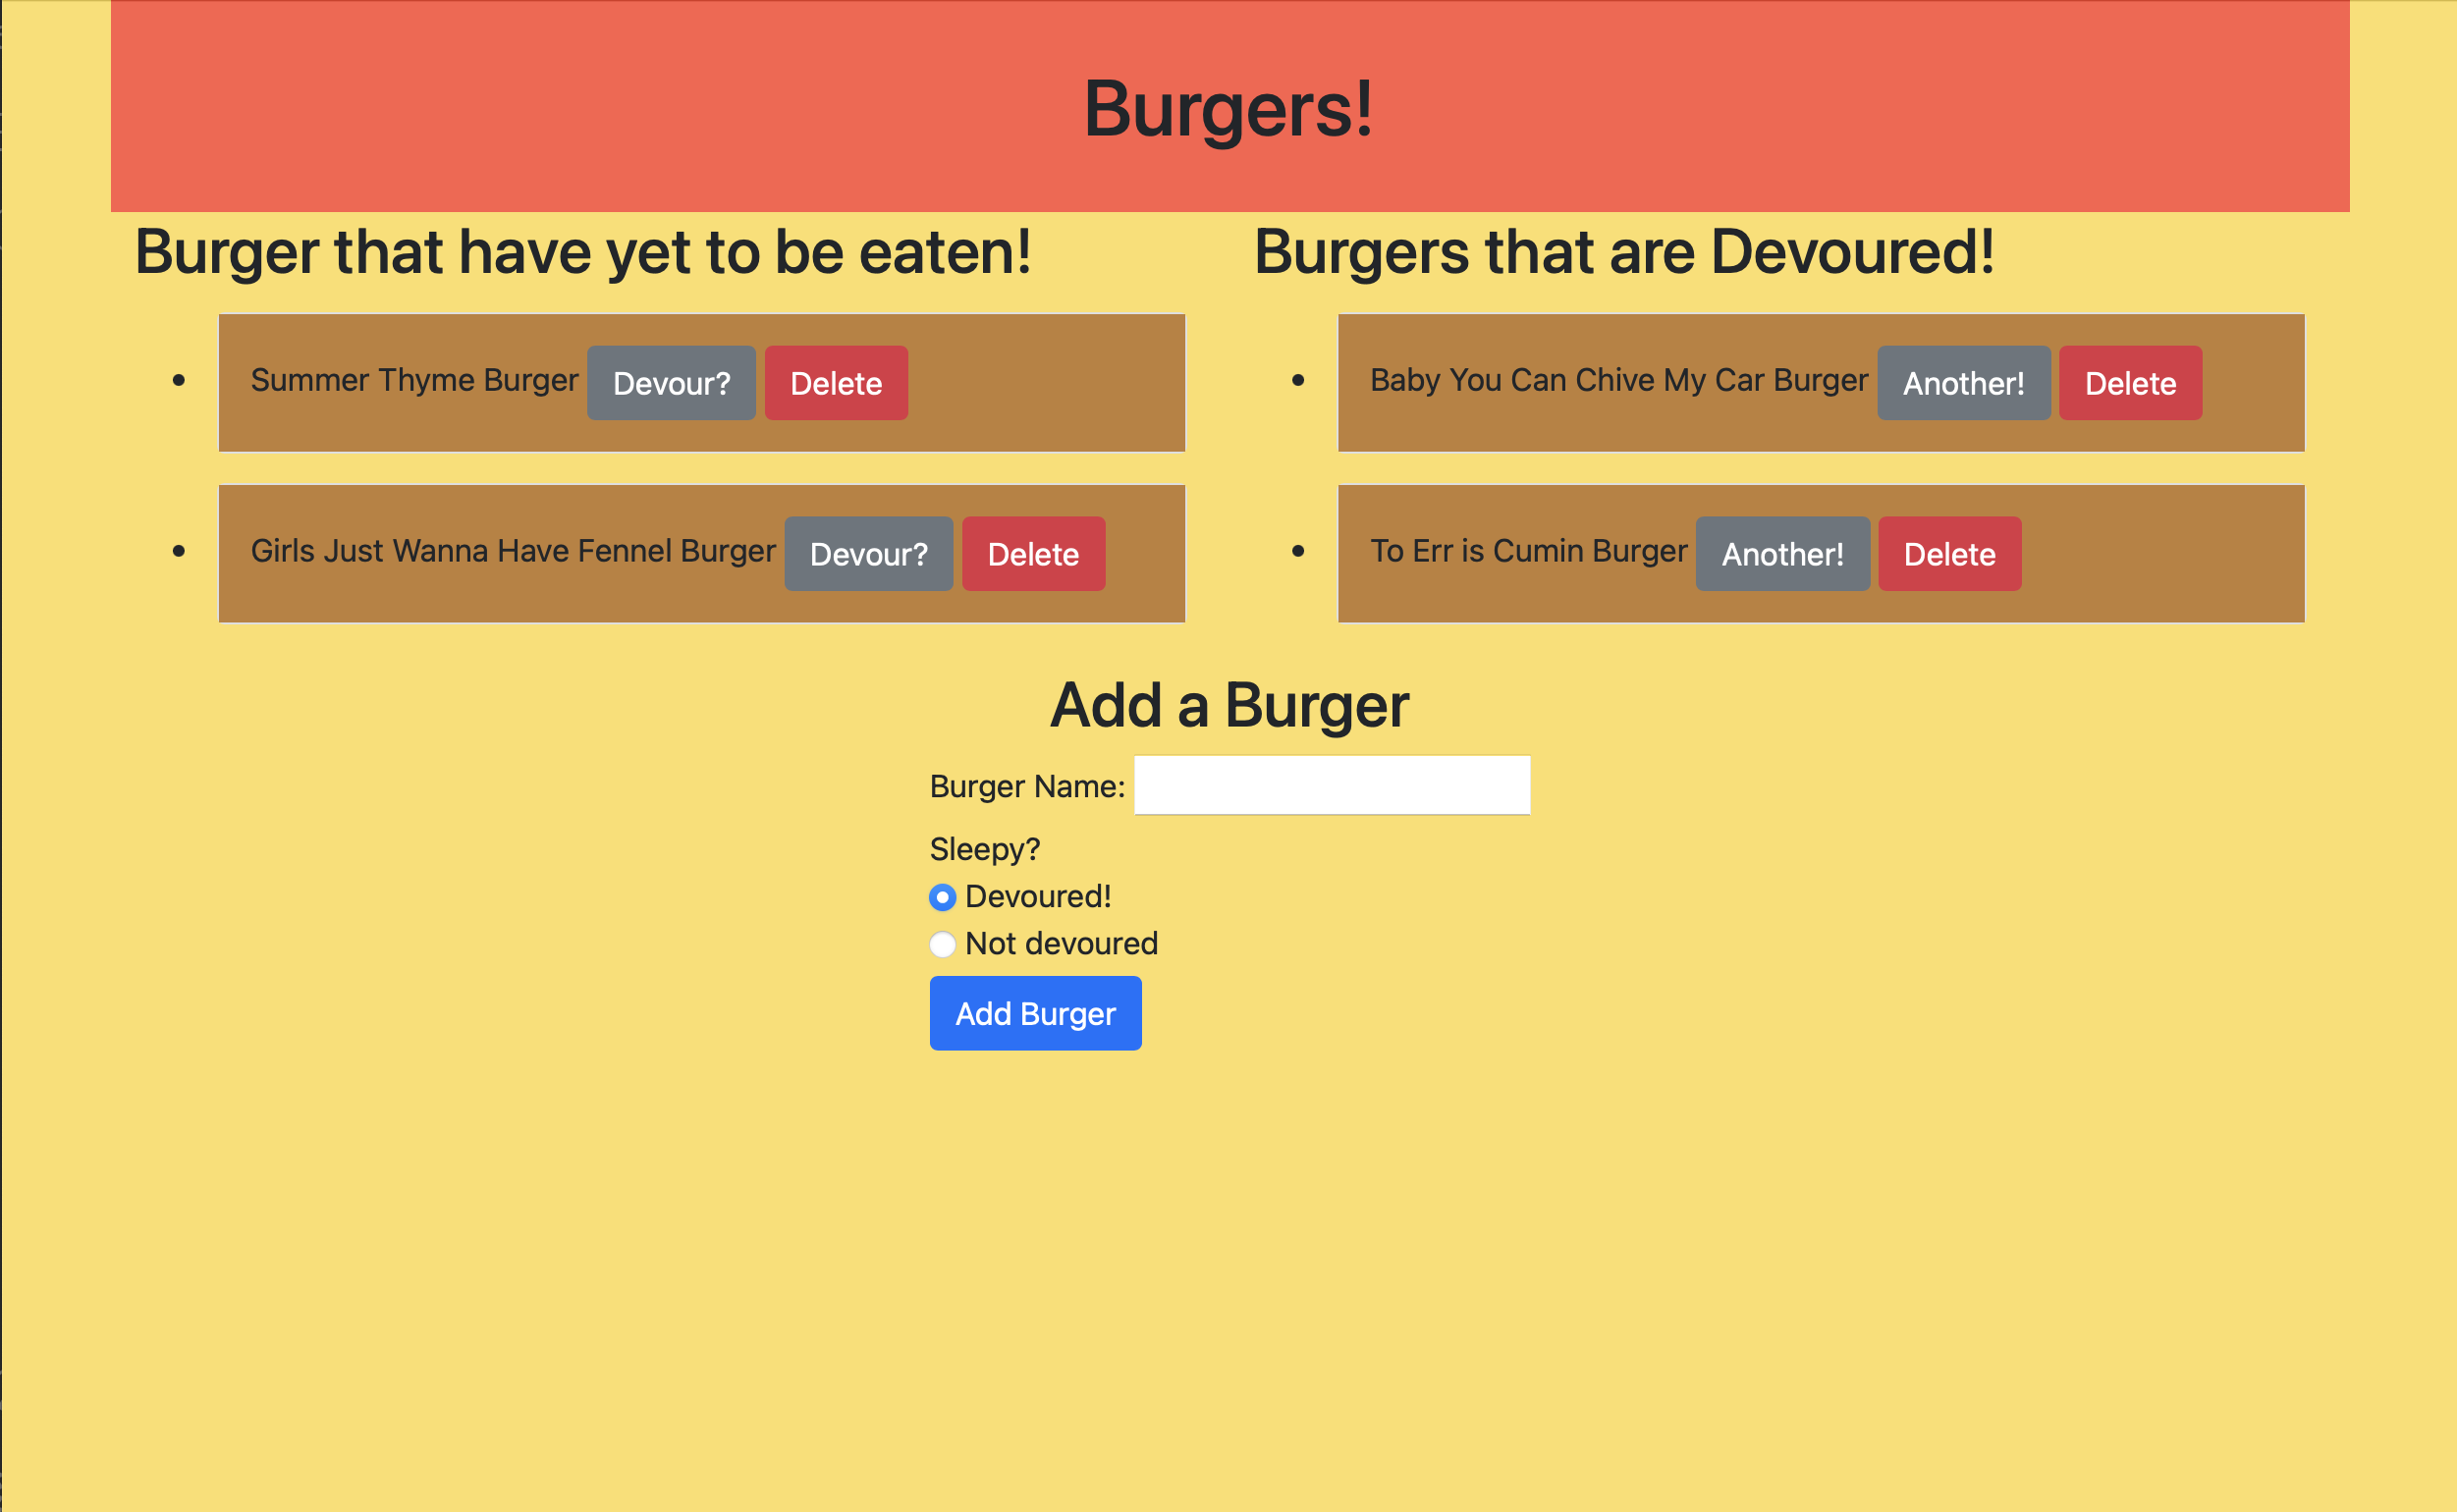 Burgers!
Burger that have yet to be eaten!
Summer Thyme Burger Devour? Delete
Girls Just Wanna Have Fennel Burger Devour? Delete
Burgers that are Devoured!
Baby You Can Chive My Car Burger Another! Delete
To Err is Cumin Burger Another! Delete
Add a Burger
Burger Name:
Sleepy?
Devoured!
Not devoured
Add Burger